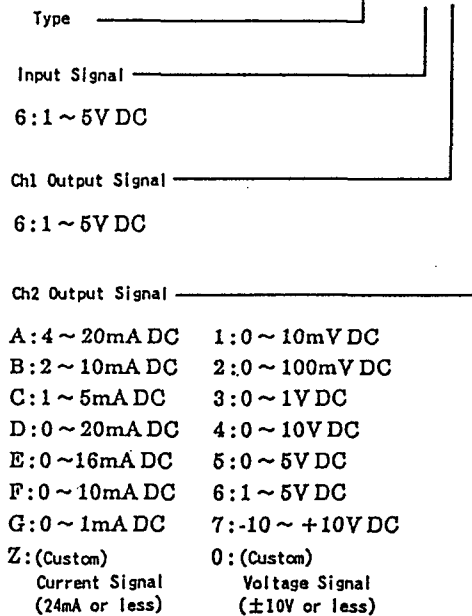 Type
Input Signal
6:1~5V DC
Ch1 Output Signal
6:1~5V DC
Ch2 Output Signal
A:4~20mA DC 1:0~10mV DC
B:2~10mA DC 2:0~100mV DC
C:1~5mA DC 3:0~1V DC
D:0~20mA DC 4:0~10V DC
E:0~16mA DC 5:0~5V DC
F:0~10mA DC 6:1~5V DC
G:0~1mA DC 7:-10~+10V DC
Z:(Custom) 0:(Custom)
Current Signal Voltage Signal
(24mA or less) (±10V or less)